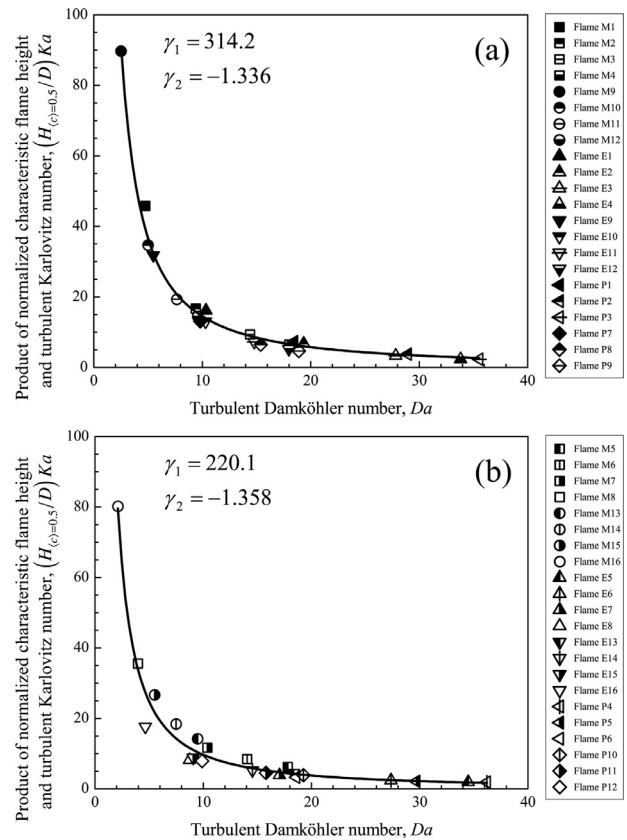 100
80
60
40
20
0
0 10 20 30 40
Product of normalized characteristic flame height
and turbulent Karlovitz number, (H⟨c⟩=0.5/D) Ka
Turbulent Damköhler number, Da
γ1 = 314.2
γ2 = −1.336
(a)
Flame M1
Flame M2
Flame M3
Flame M4
Flame M9
Flame M10
Flame M11
Flame M12
Flame E1
Flame E2
Flame E3
Flame E4
Flame E9
Flame E10
Flame E11
Flame E12
Flame P1
Flame P2
Flame P3
Flame P7
Flame P8
Flame P9
100
80
60
40
20
0
0 10 20 30 40
Product of normalized characteristic flame height
and turbulent Karlovitz number, (H⟨c⟩=0.5/D) Ka
Turbulent Damköhler number, Da
γ1 = 220.1
γ2 = −1.358
(b)
Flame M5
Flame M6
Flame M7
Flame M8
Flame M13
Flame M14
Flame M15
Flame M16
Flame E5
Flame E6
Flame E7
Flame E8
Flame E13
Flame E14
Flame E15
Flame E16
Flame P4
Flame P5
Flame P6
Flame P10
Flame P11
Flame P12